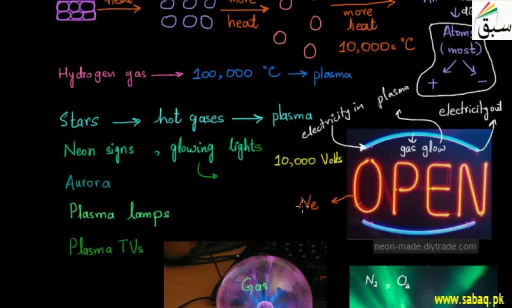 heat
more
heat
more
heat
10,000s °C
سبق
Atoms
(most)
+ −
Hydrogen gas → 100,000 °C → plasma
Stars → hot gases → plasma
electricity in plasma
electricity out
Neon signs, glowing lights
10,000 Volts
gas glow
OPEN
Aurora
Ne
Plasma lamps
Plasma TVs
neon-made.diytrade.com
Gas
N₂, O₂
www.sabaq.pk